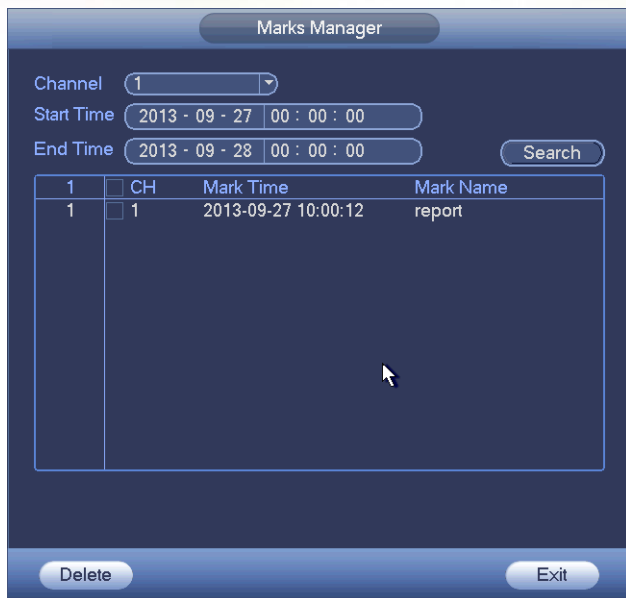 Marks Manager
Channel 1
Start Time 2013 - 09 - 27 00 : 00 : 00
End Time 2013 - 09 - 28 00 : 00 : 00 Search
1 CH Mark Time Mark Name
1 1 2013-09-27 10:00:12 report
Delete Exit